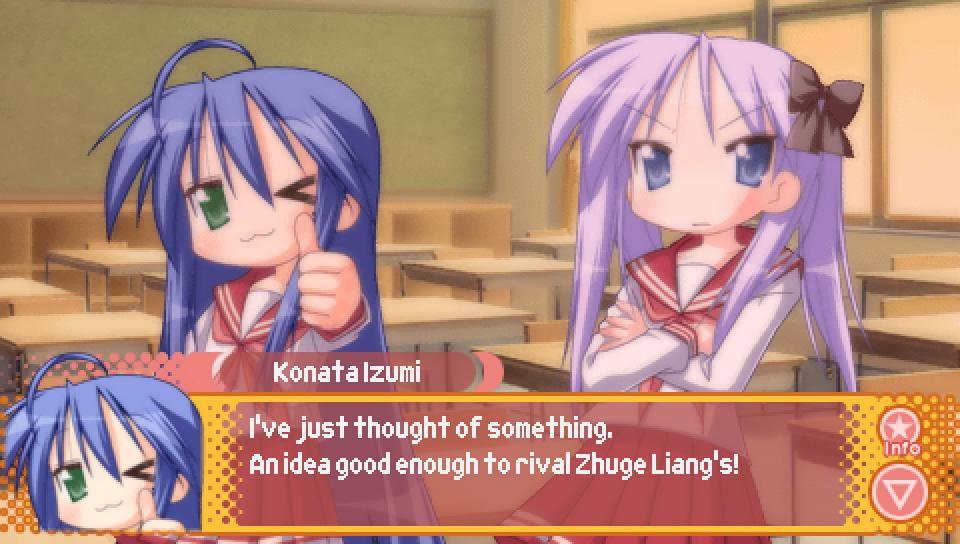 Konata Izumi
I've just thought of something.
An idea good enough to rival Zhuge Liang's!
Info